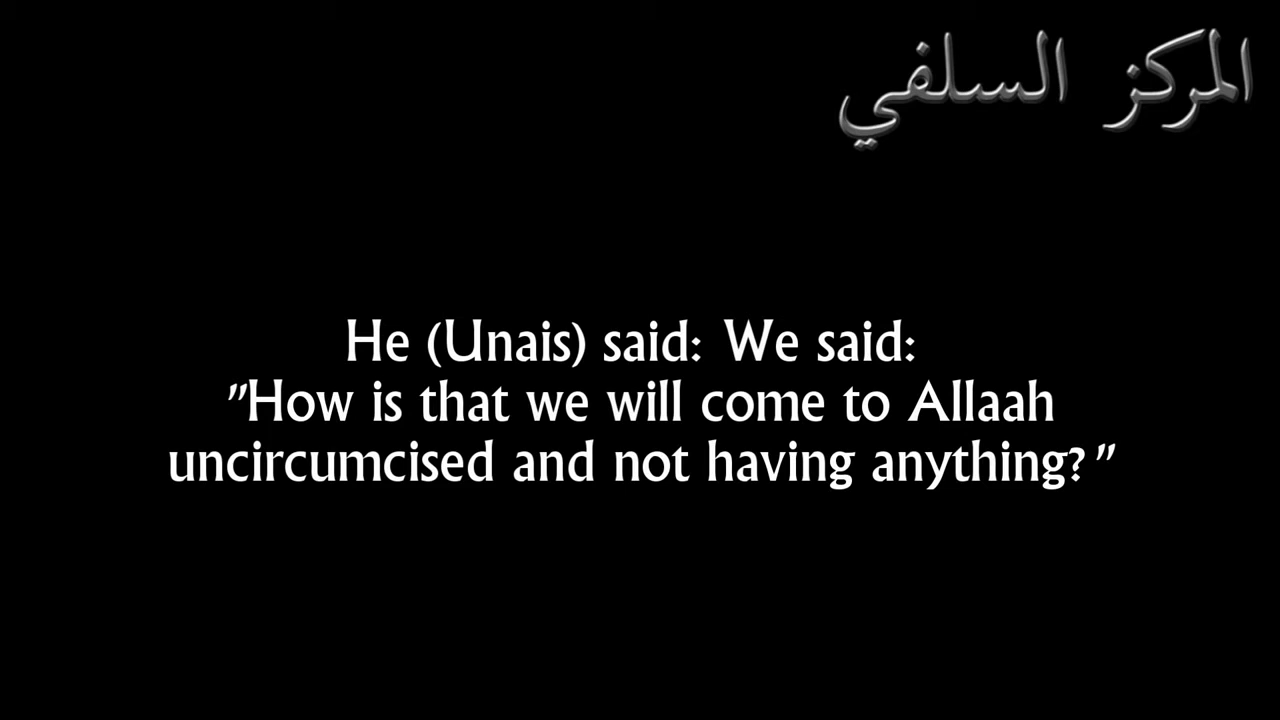 المركز السلفي
He (Unais) said: We said:
"How is that we will come to Allaah
uncircumcised and not having anything?"